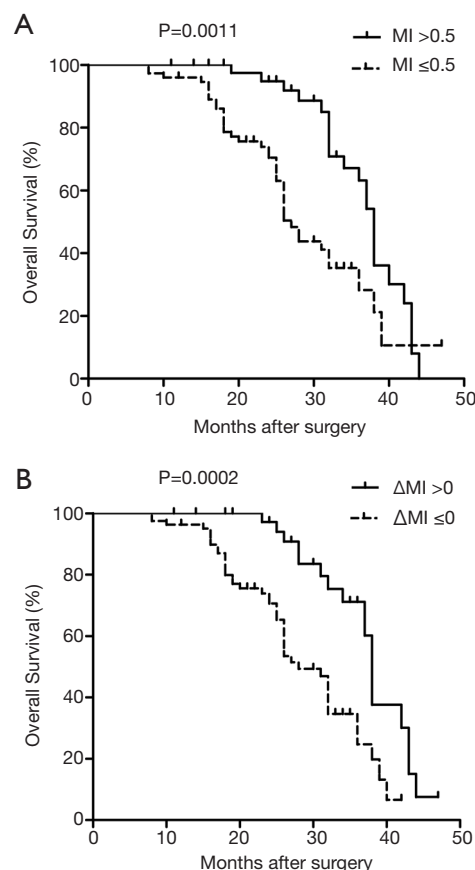 A
P=0.0011
MI >0.5
MI ≤0.5
Overall Survival (%)
100
80
60
40
20
0
0 10 20 30 40 50
Months after surgery
B
P=0.0002
ΔMI >0
ΔMI ≤0
Overall Survival (%)
100
80
60
40
20
0
0 10 20 30 40 50
Months after surgery